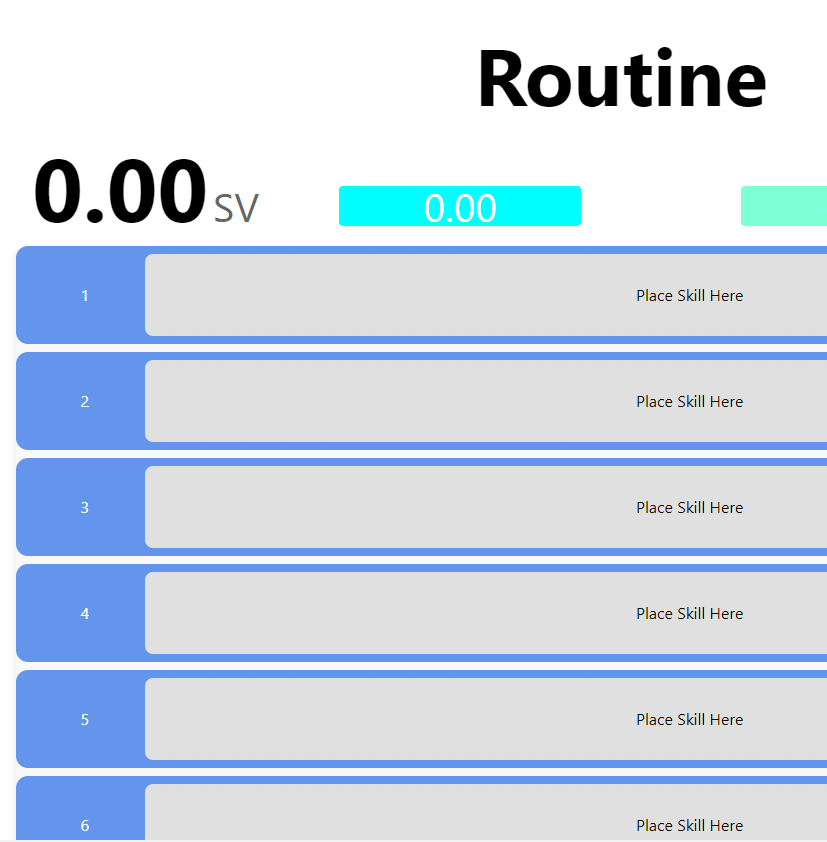 Routine
0.00 SV
0.00
1 Place Skill Here
2 Place Skill Here
3 Place Skill Here
4 Place Skill Here
5 Place Skill Here
6 Place Skill Here